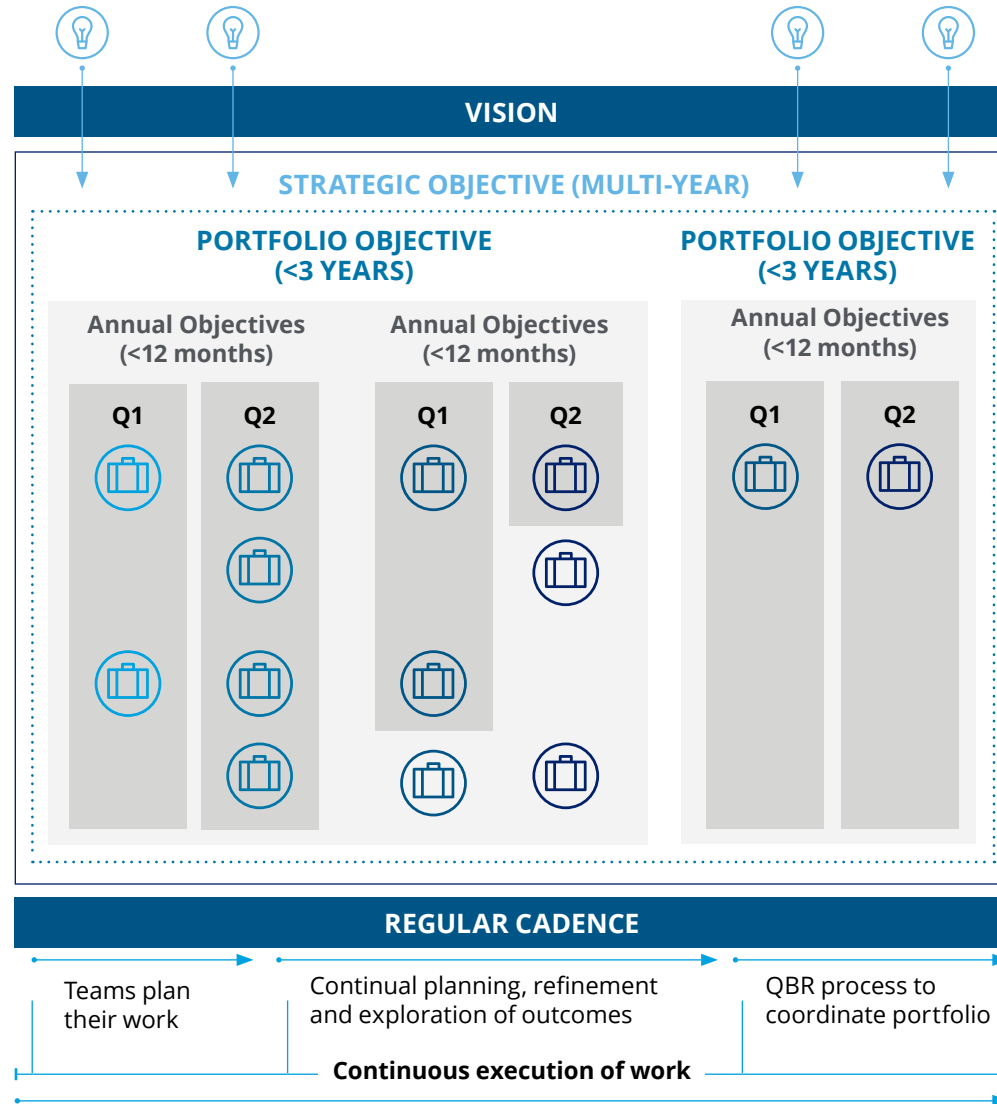 VISION
STRATEGIC OBJECTIVE (MULTI-YEAR)
PORTFOLIO OBJECTIVE
(<3 YEARS)
Annual Objectives
(<12 months)
Q1
Q2
Annual Objectives
(<12 months)
Q1
Q2
PORTFOLIO OBJECTIVE
(<3 YEARS)
Annual Objectives
(<12 months)
Q1
Q2
REGULAR CADENCE
Teams plan
their work
Continual planning, refinement
and exploration of outcomes
QBR process to
coordinate portfolio
Continuous execution of work